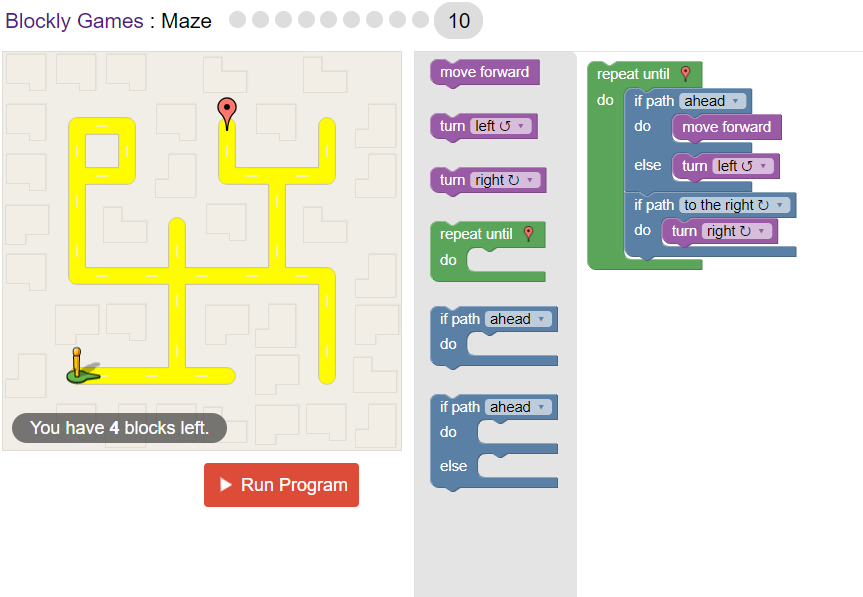 Blockly Games : Maze
10
You have 4 blocks left.
Run Program
move forward
turn left ↺ ▾
turn right ↻ ▾
repeat until
do
if path ahead ▾
do
if path ahead ▾
do
else
repeat until
do
if path ahead ▾
do
move forward
else
turn left ↺ ▾
if path to the right ↻ ▾
do
turn right ↻ ▾